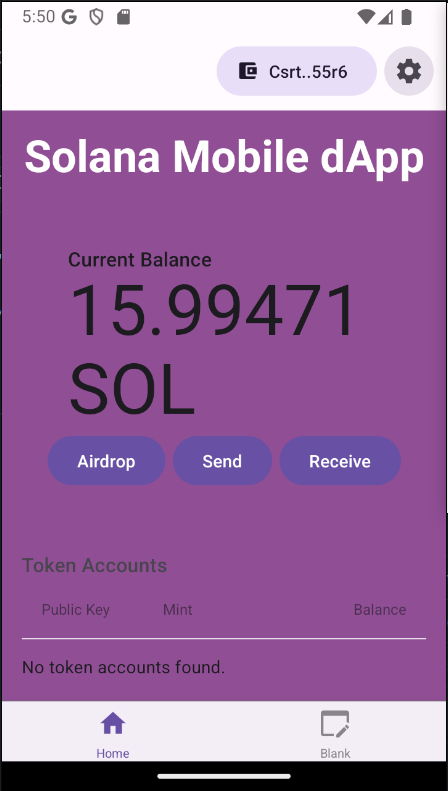 5:50
Csrt..55r6
Solana Mobile dApp
Current Balance
15.99471
SOL
Airdrop Send Receive
Token Accounts
Public Key Mint Balance
No token accounts found.
Home Blank